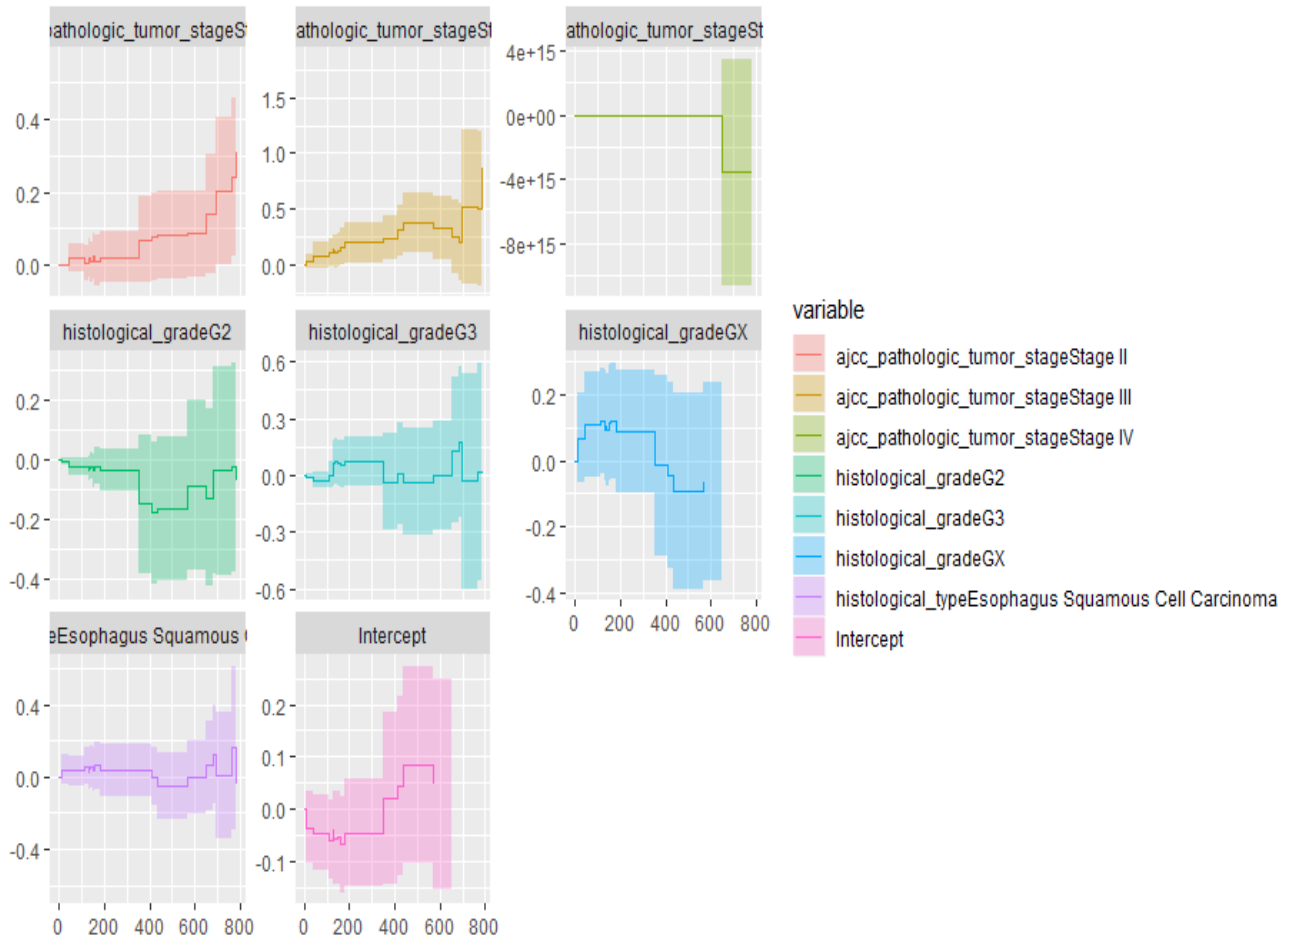 pathologic_tumor_stageSt
athologic_tumor_stageSt
athologic_tumor_stageSt
0.4
0.2
0.0
1.5
1.0
0.5
0.0
4e+15
0e+00
-4e+15
-8e+15
histological_gradeG2
histological_gradeG3
histological_gradeGX
0.2
0.0
-0.2
-0.4
0.6
0.3
0.0
-0.3
-0.6
0.2
0.0
-0.2
-0.4
0 200 400 600 800
eEsophagus Squamous C
Intercept
0.4
0.0
-0.4
0.2
0.1
0.0
-0.1
0 200 400 600 800
0 200 400 600 800
variable
ajcc_pathologic_tumor_stageStage II
ajcc_pathologic_tumor_stageStage III
ajcc_pathologic_tumor_stageStage IV
histological_gradeG2
histological_gradeG3
histological_gradeGX
histological_typeEsophagus Squamous Cell Carcinoma
Intercept